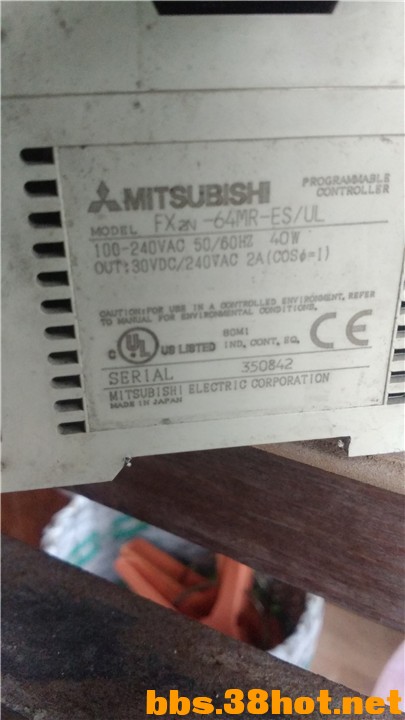 MITSUBISHI
PROGRAMMABLE
CONTROLLER
MODEL FX2N-64MR-ES/UL
100-240VAC 50/60HZ 40W
OUT:30VDC/240VAC 2A(COSφ=1)
CAUTION:FOR USE IN A CONTROLLED ENVIRONMENT, REFER
TO MANUAL FOR ENVIRONMENTAL CONDITIONS.
C UL US LISTED 80M1 IND. CONT. EQ. CE
SERIAL 350842
MITSUBISHI ELECTRIC CORPORATION
MADE IN JAPAN
bbs.38hot.net